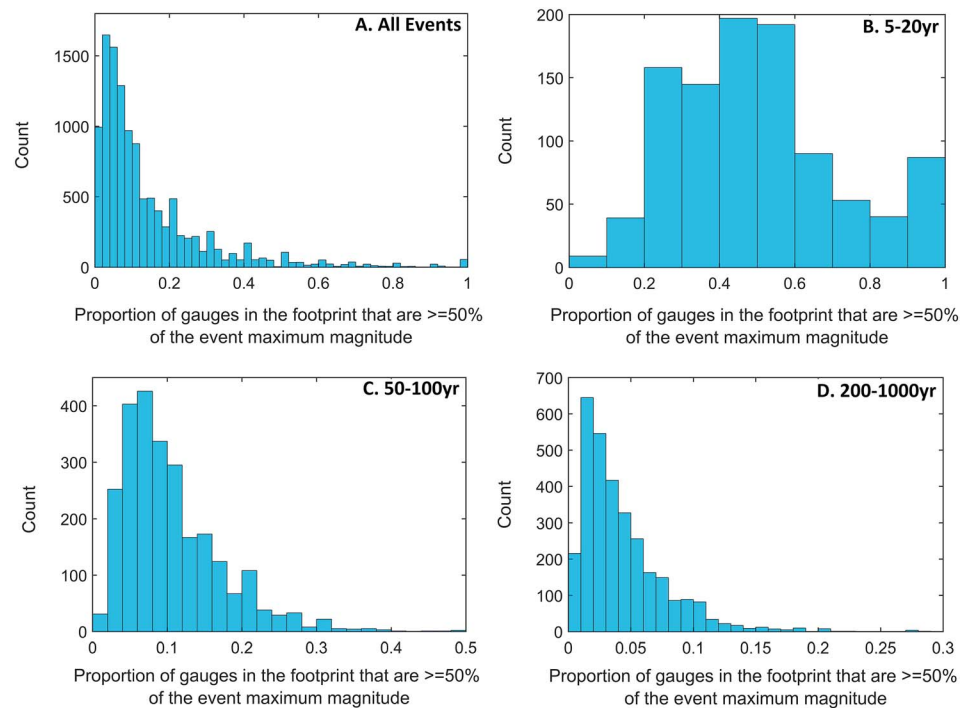 A. All Events
1500
1000
500
0
Count
0 0.2 0.4 0.6 0.8 1
Proportion of gauges in the footprint that are >=50%
of the event maximum magnitude
B. 5-20yr
200
150
100
50
0
Count
0 0.2 0.4 0.6 0.8 1
Proportion of gauges in the footprint that are >=50%
of the event maximum magnitude
C. 50-100yr
400
300
200
100
0
Count
0 0.1 0.2 0.3 0.4 0.5
Proportion of gauges in the footprint that are >=50%
of the event maximum magnitude
D. 200-1000yr
700
600
500
400
300
200
100
0
Count
0 0.05 0.1 0.15 0.2 0.25 0.3
Proportion of gauges in the footprint that are >=50%
of the event maximum magnitude